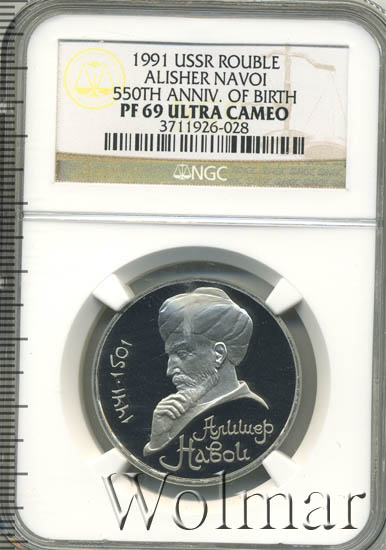 1991 USSR ROUBLE
ALISHER NAVOI
550TH ANNIV. OF BIRTH
PF 69 ULTRA CAMEO
3711926-028
NGC
1441-1501
Алишер
Навои
Wolmar